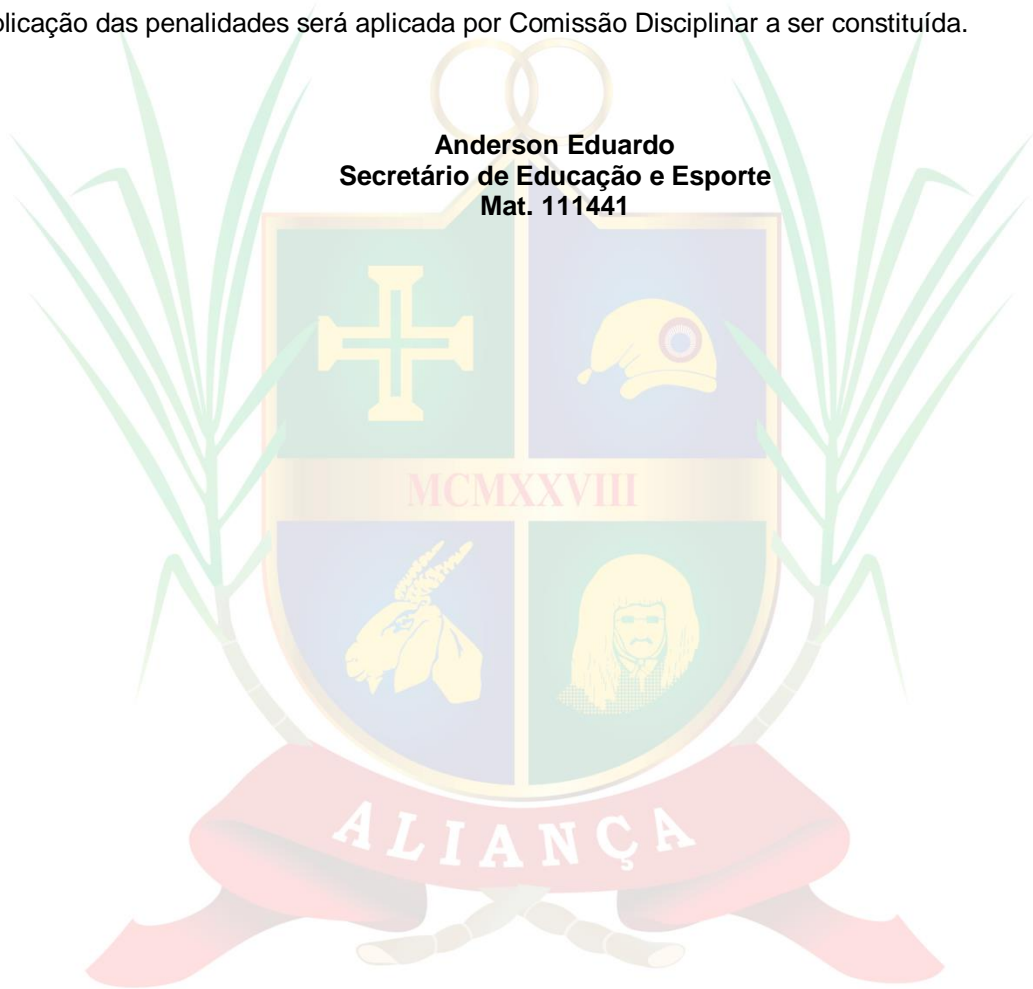 das penalidades será aplicada por Comissão Disciplinar a ser constituída.
Anderson Eduardo
Secretário de Educação e Esporte
Mat. 111441
MCMXXVIII
ALIANÇA